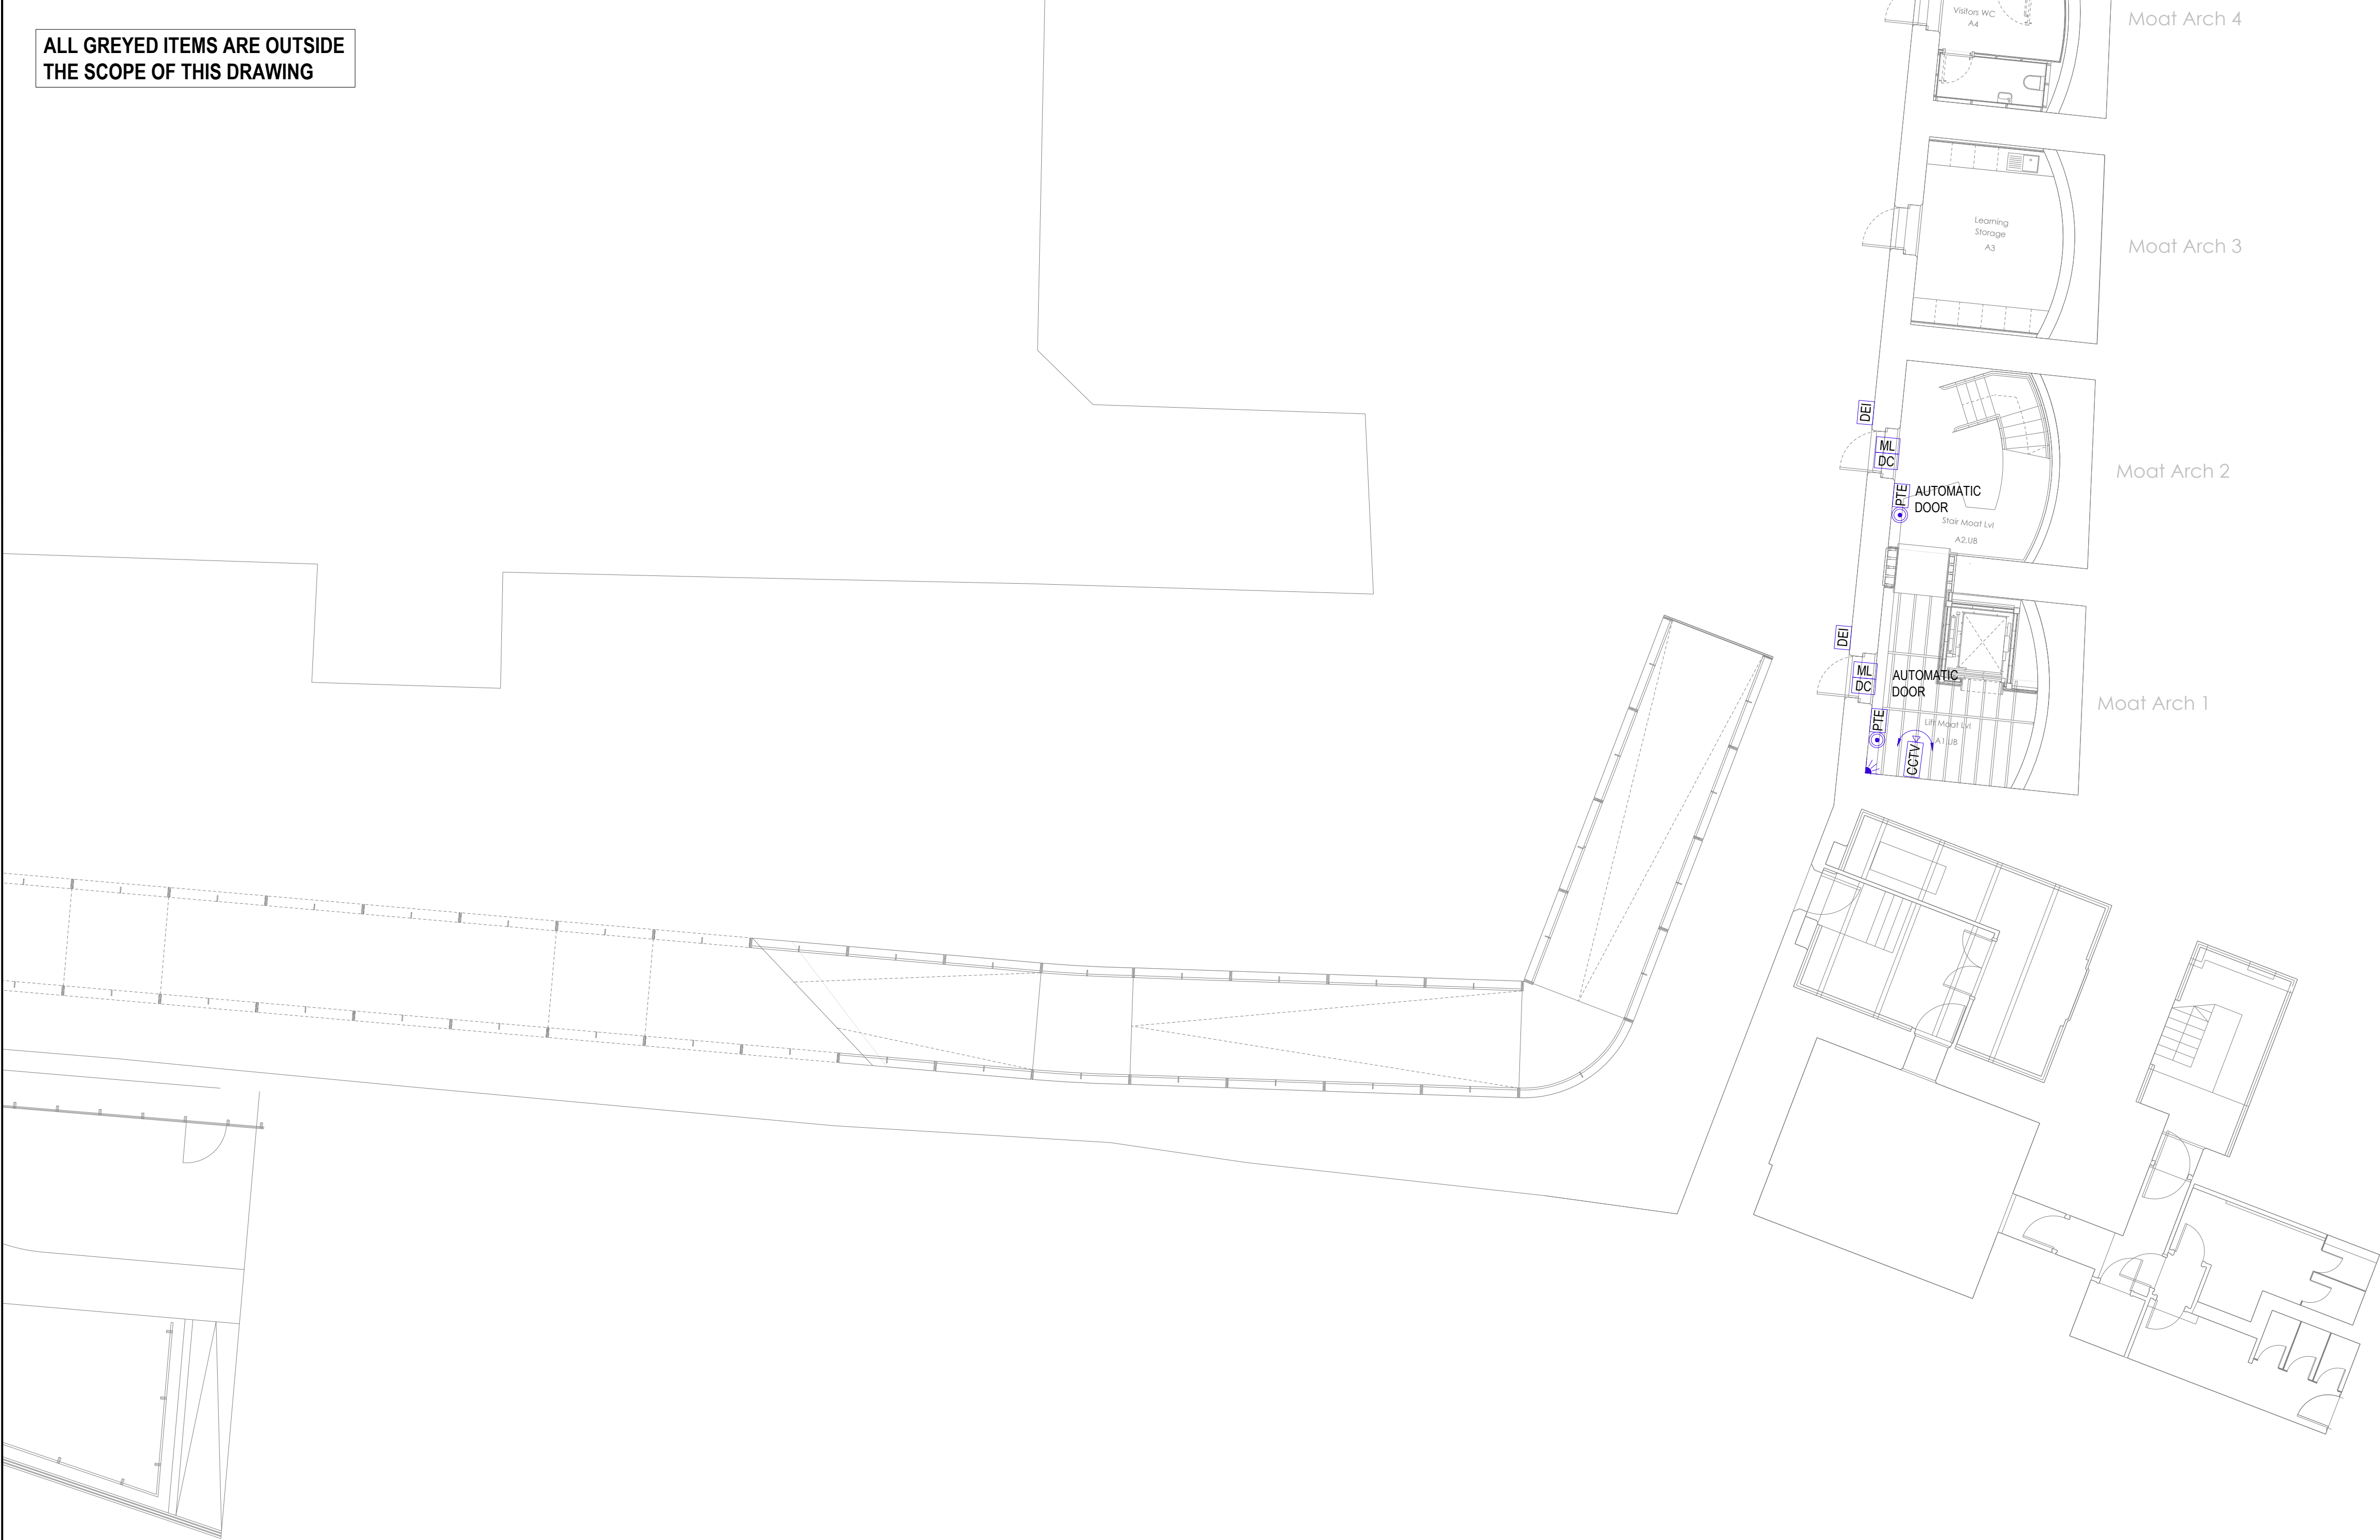 ALL GREYED ITEMS ARE OUTSIDE
THE SCOPE OF THIS DRAWING
Visitors WC
A4
Moat Arch 4
Learning
Storage
A3
Moat Arch 3
DEI
ML
DC
PTE
AUTOMATIC
DOOR
Stair Moat Lvl
A2.UB
Moat Arch 2
DEI
ML
DC
AUTOMATIC
DOOR
PTE
Lift Moat Lvl
A1.UB
CCTV
Moat Arch 1